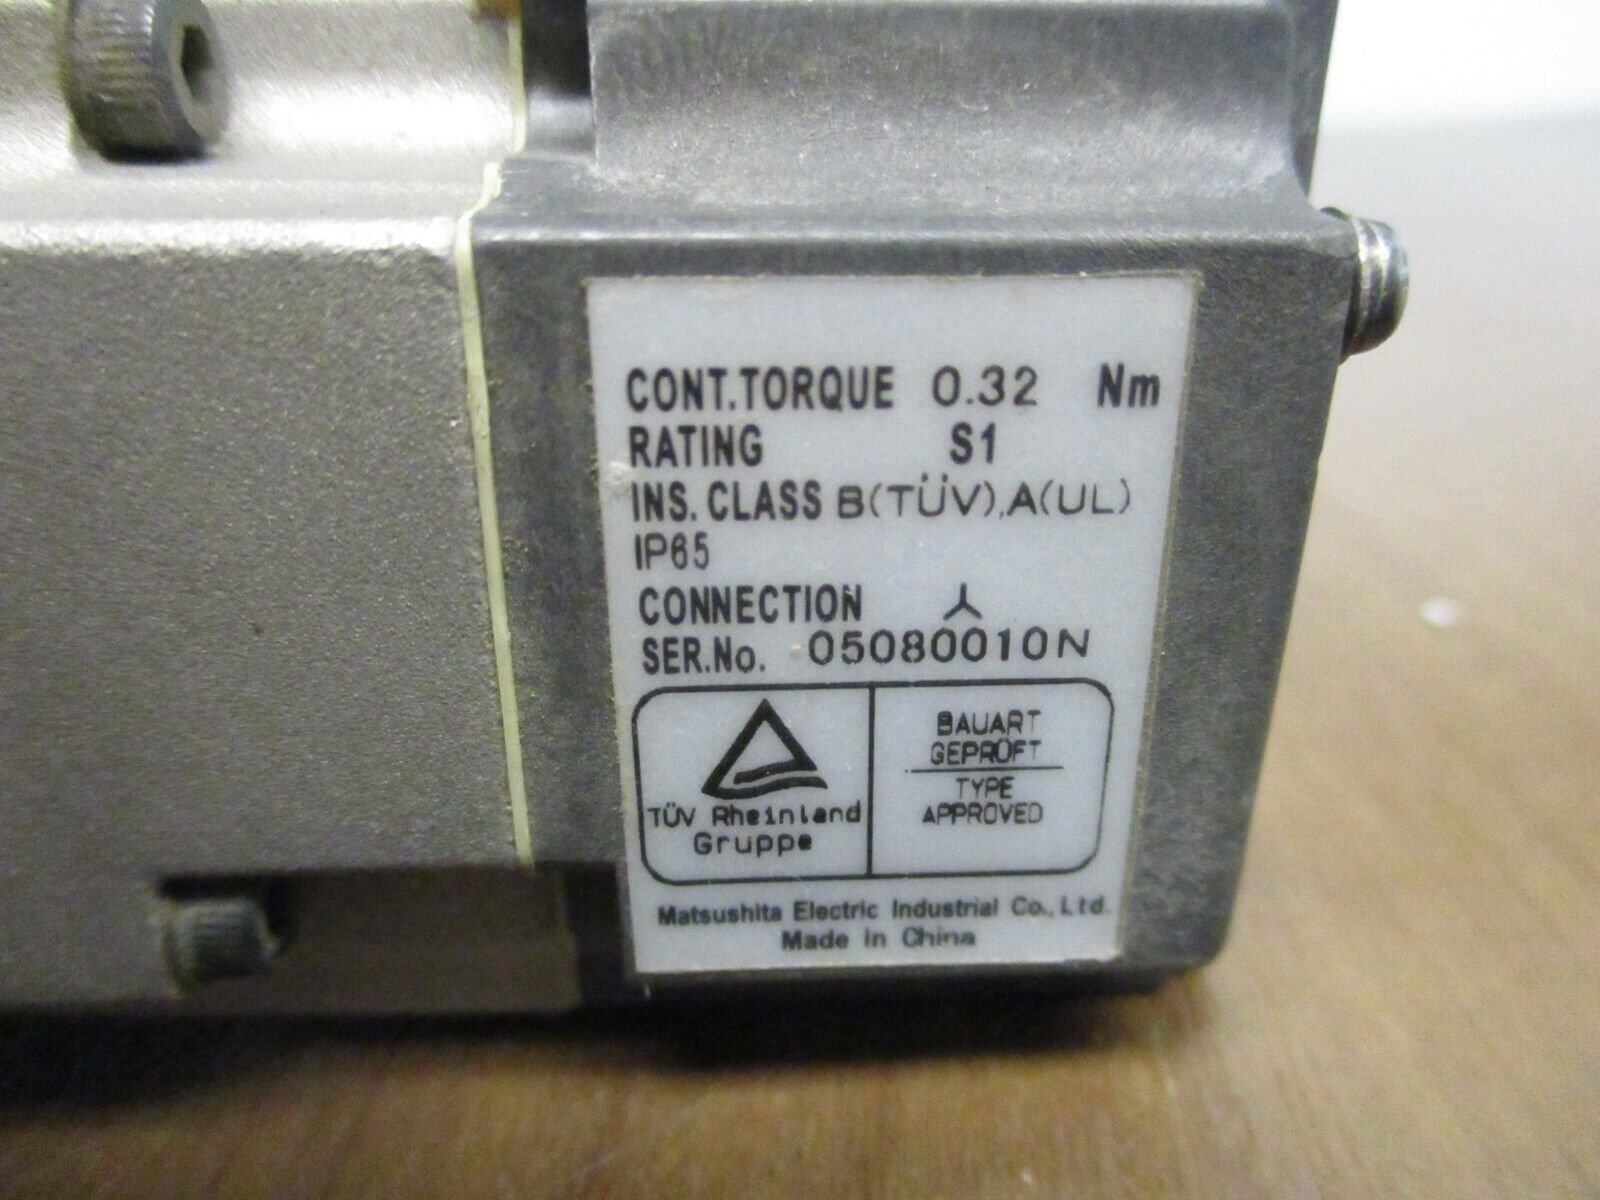 CONT.TORQUE 0.32 Nm
RATING S1
INS. CLASS B(TÜV),A(UL)
IP65
CONNECTION
SER.No. 05080010N
TÜV Rheinland
Gruppe
BAUART
GEPRÜFT
TYPE
APPROVED
Matsushita Electric Industrial Co., Ltd.
Made in China